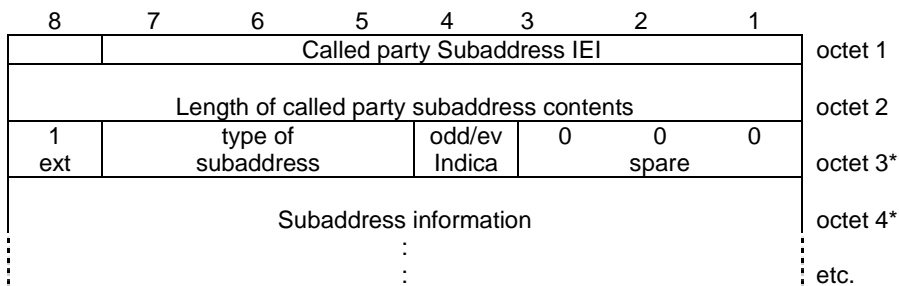 8 7 6 5 4 3 2 1
Called party Subaddress IEI octet 1
Length of called party subaddress contents octet 2
1 type of odd/ev 0 0 0
ext subaddress Indica spare octet 3*
Subaddress information octet 4*
:
: etc.